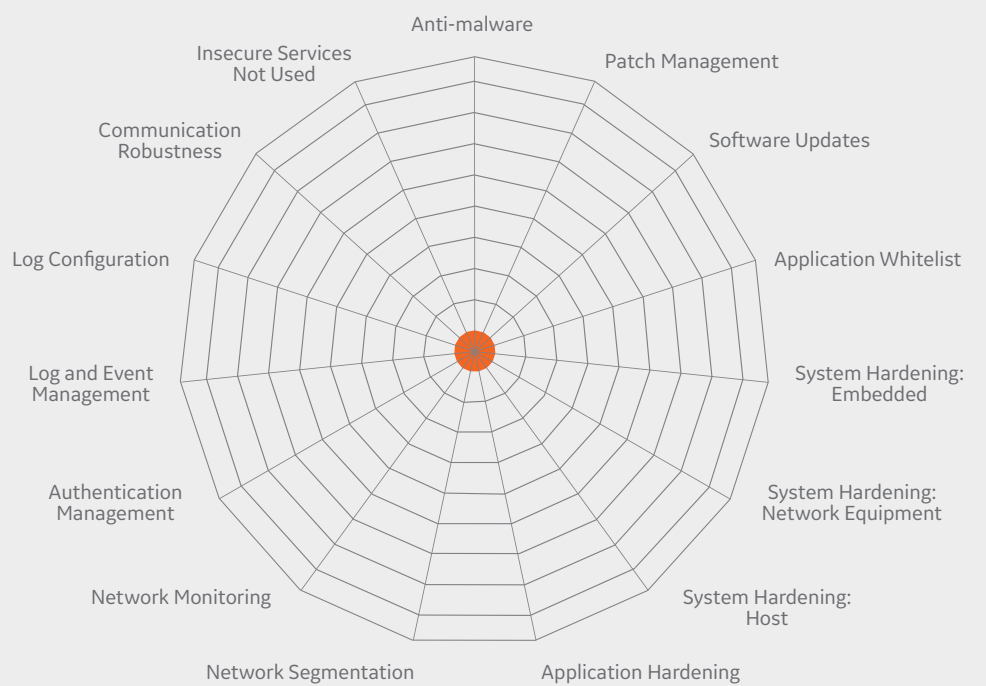 Anti-malware
Patch Management
Software Updates
Application Whitelist
System Hardening:
Embedded
System Hardening:
Network Equipment
System Hardening:
Host
Application Hardening
Network Segmentation
Network Monitoring
Authentication
Management
Log and Event
Management
Log Configuration
Communication
Robustness
Insecure Services
Not Used